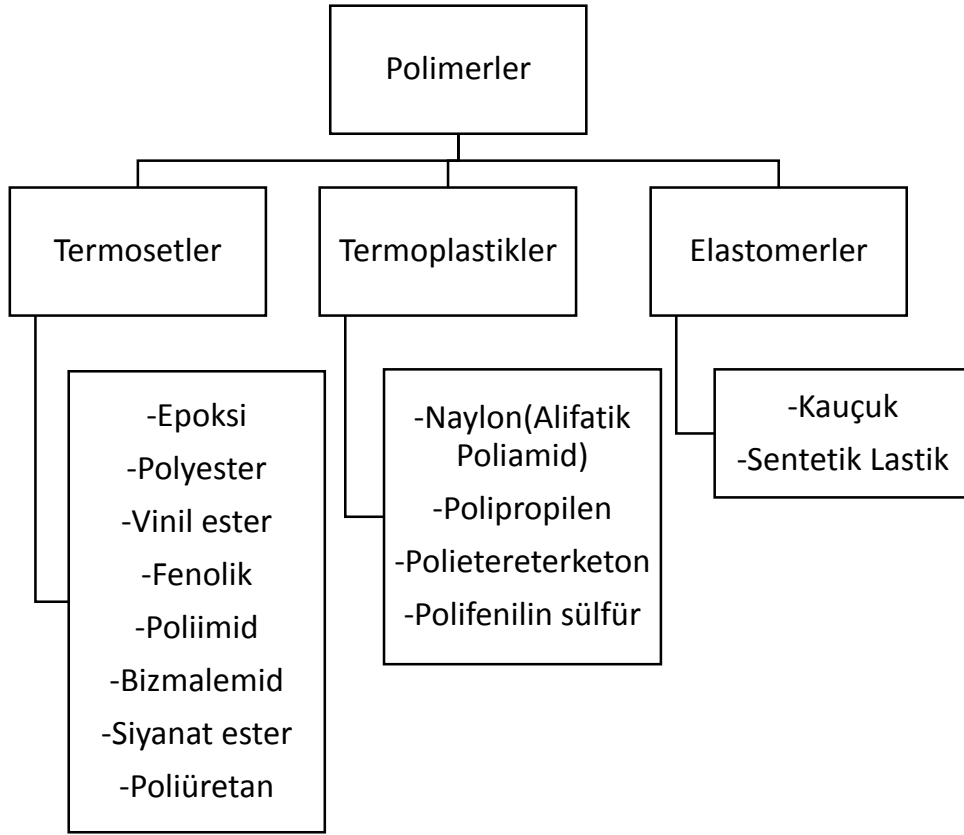 Polimerler
Termosetler
Termoplastikler
Elastomerler
-Epoksi
-Polyester
-Vinil ester
-Fenolik
-Poliimid
-Bizmalemid
-Siyanat ester
-Poliüretan
-Naylon(Alifatik
Poliamid)
-Polipropilen
-Polietereterketon
-Polifenilin sülfür
-Kauçuk
-Sentetik Lastik